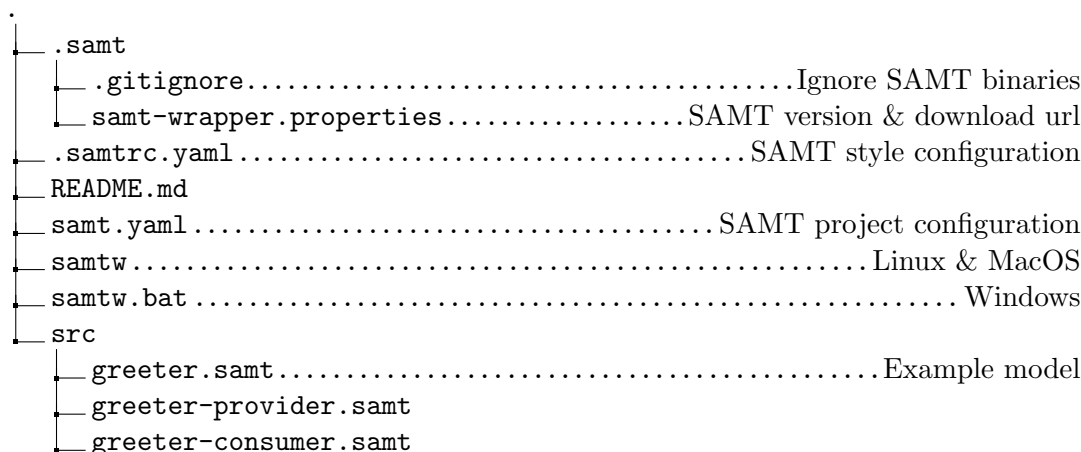 .
.samt
.gitignore..........................................Ignore SAMT binaries
samt-wrapper.properties..................SAMT version & download url
.samtrc.yaml......................................SAMT style configuration
README.md
samt.yaml.......................................SAMT project configuration
samtw.......................................................Linux & MacOS
samtw.bat.........................................................Windows
src
greeter.samt.............................................Example model
greeter-provider.samt
greeter-consumer.samt